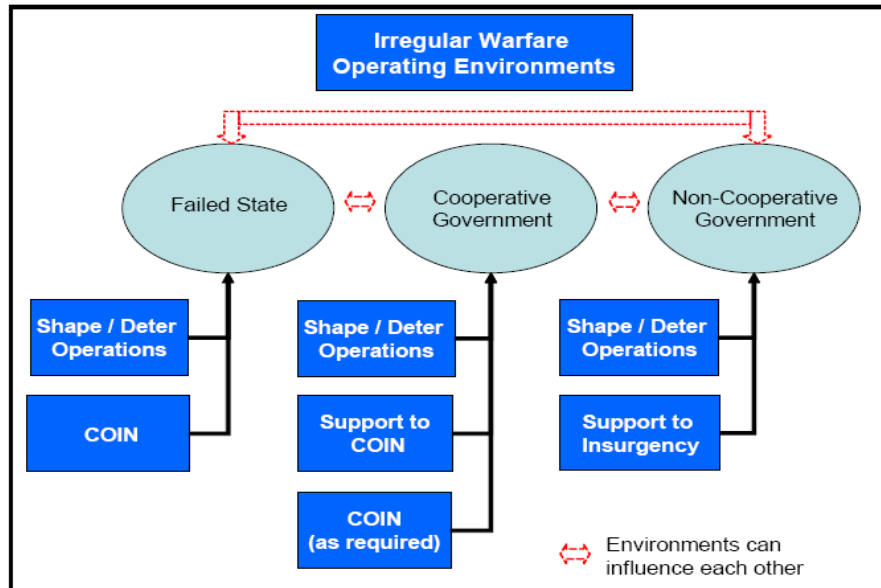 Irregular Warfare
Operating Environments
Failed State
Cooperative
Government
Non-Cooperative
Government
Shape / Deter
Operations
COIN
Shape / Deter
Operations
Support to
COIN
COIN
(as required)
Shape / Deter
Operations
Support to
Insurgency
Environments can
influence each other